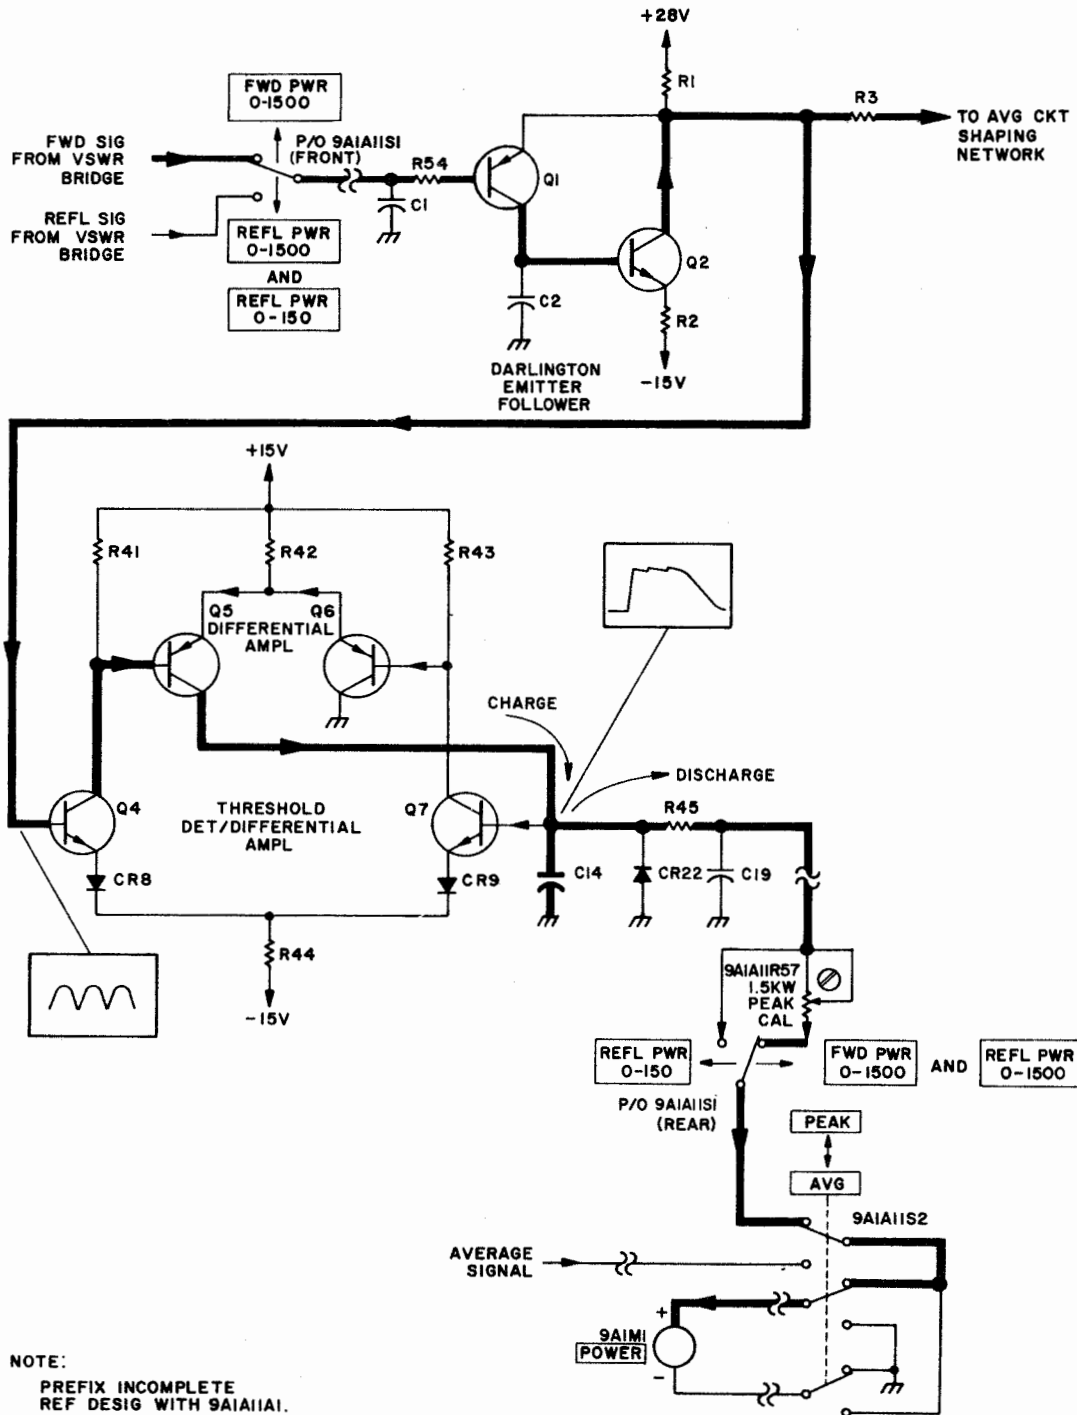 +28V
R1
R3
TO AVG CKT
SHAPING
NETWORK
FWD PWR
0-1500
FWD SIG
FROM VSWR
BRIDGE
P/O 9A1A11S1
(FRONT)
R54
C1
Q1
REFL SIG
FROM VSWR
BRIDGE
REFL PWR
0-1500
AND
REFL PWR
0-150
Q2
C2
R2
-15V
DARLINGTON
EMITTER
FOLLOWER
+15V
R41
R42
R43
Q5
Q6
DIFFERENTIAL
AMPL
CHARGE
DISCHARGE
Q4
THRESHOLD
DET/DIFFERENTIAL
AMPL
Q7
R45
CR8
CR9
C14
CR22
C19
R44
-15V
9A1A11R57
1.5KW
PEAK
CAL
REFL PWR
0-150
FWD PWR
0-1500
AND
REFL PWR
0-1500
P/O 9A1A11S1
(REAR)
PEAK
AVG
9A1A11S2
AVERAGE
SIGNAL
+
9A1M1
POWER
-
NOTE:
PREFIX INCOMPLETE
REF DESIG WITH 9A1A11A1.